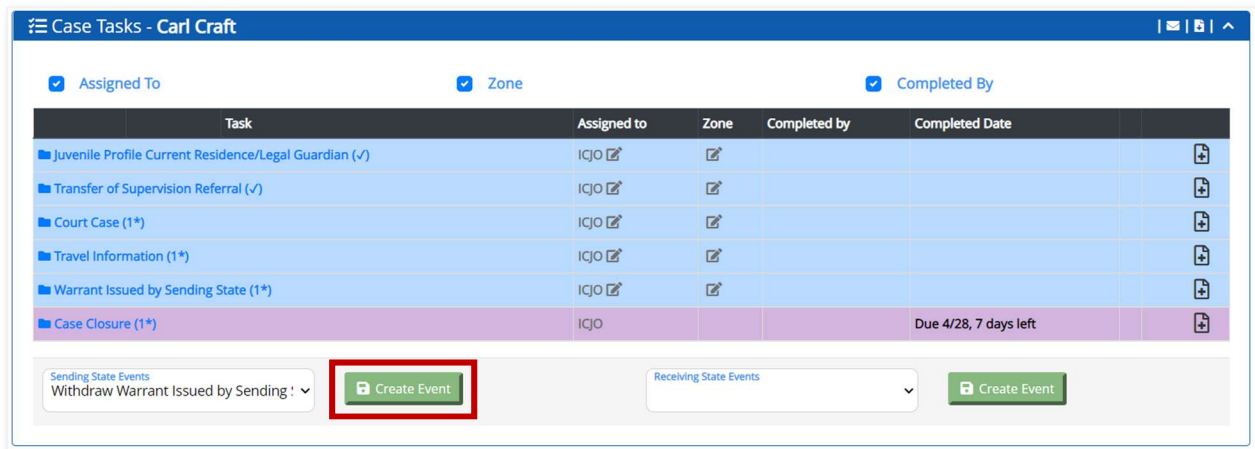 Case Tasks - Carl Craft
Assigned To Zone Completed By
Task Assigned to Zone Completed by Completed Date
Juvenile Profile Current Residence/Legal Guardian (✓) ICJO
Transfer of Supervision Referral (✓) ICJO
Court Case (1*) ICJO
Travel Information (1*) ICJO
Warrant Issued by Sending State (1*) ICJO
Case Closure (1*) ICJO Due 4/28, 7 days left
Sending State Events Receiving State Events
Withdraw Warrant Issued by Sending Create Event Create Event